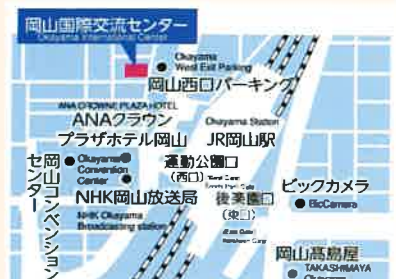 岡山国際交流センター
Okayama International Center
Okayama
West Exit Parking
岡山西口パーキング
ANA CROWNE PLAZA HOTEL
ANAクラウン
プラザホテル岡山
Okayama Station
JR岡山駅
岡山コンベンション
センター
Okayama
Convention
Center
運動公園口
（西口）
NHK岡山放送局
NHK Okayama
Broadcasting station
後楽園口
（東口）
ビックカメラ
BicCamera
岡山高島屋
TAKASHIMAYA
Okayama